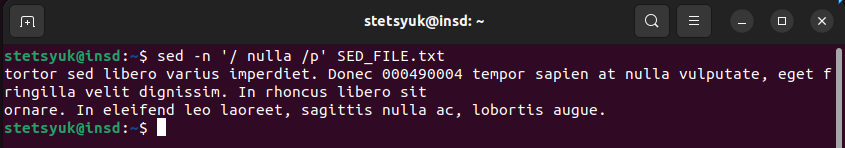 stetsyuk@insd: ~
stetsyuk@insd:~$ sed -n '/ nulla /p' SED_FILE.txt
tortor sed libero varius imperdiet. Donec 000490004 tempor sapien at nulla vulputate, eget f
ringilla velit dignissim. In rhoncus libero sit
ornare. In eleifend leo laoreet, sagittis nulla ac, lobortis augue.
stetsyuk@insd:~$